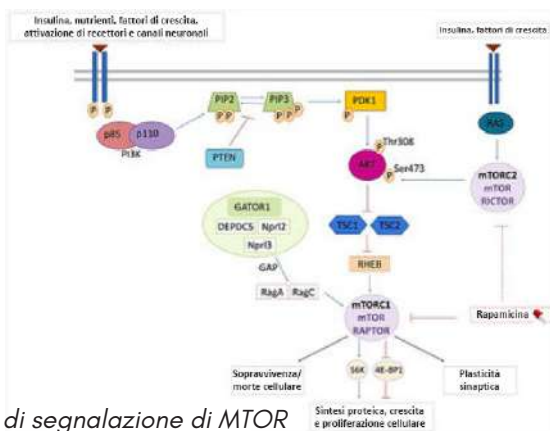 Insulina, nutrienti, fattori di crescita,
attivazione di recettori e canali neuronali
Insulina, fattori di crescita
P P
p85 p110
PI3K
PIP2
P P
PIP3
P P P
PDK1
P
PTEN
RAS
Thr308
P
AKT
P
Ser473
mTORC2
mTOR
RICTOR
TSC1 TSC2
GATOR1
DEPDC5 Nprl2
Nprl3
GAP
RagA RagC
RHEB
mTORC1
mTOR
RAPTOR
Rapamicina
S6K 4E-BP1
Sopravvivenza/
morte cellulare
Plasticità
sinaptica
Sintesi proteica, crescita
e proliferazione cellulare
di segnalazione di MTOR